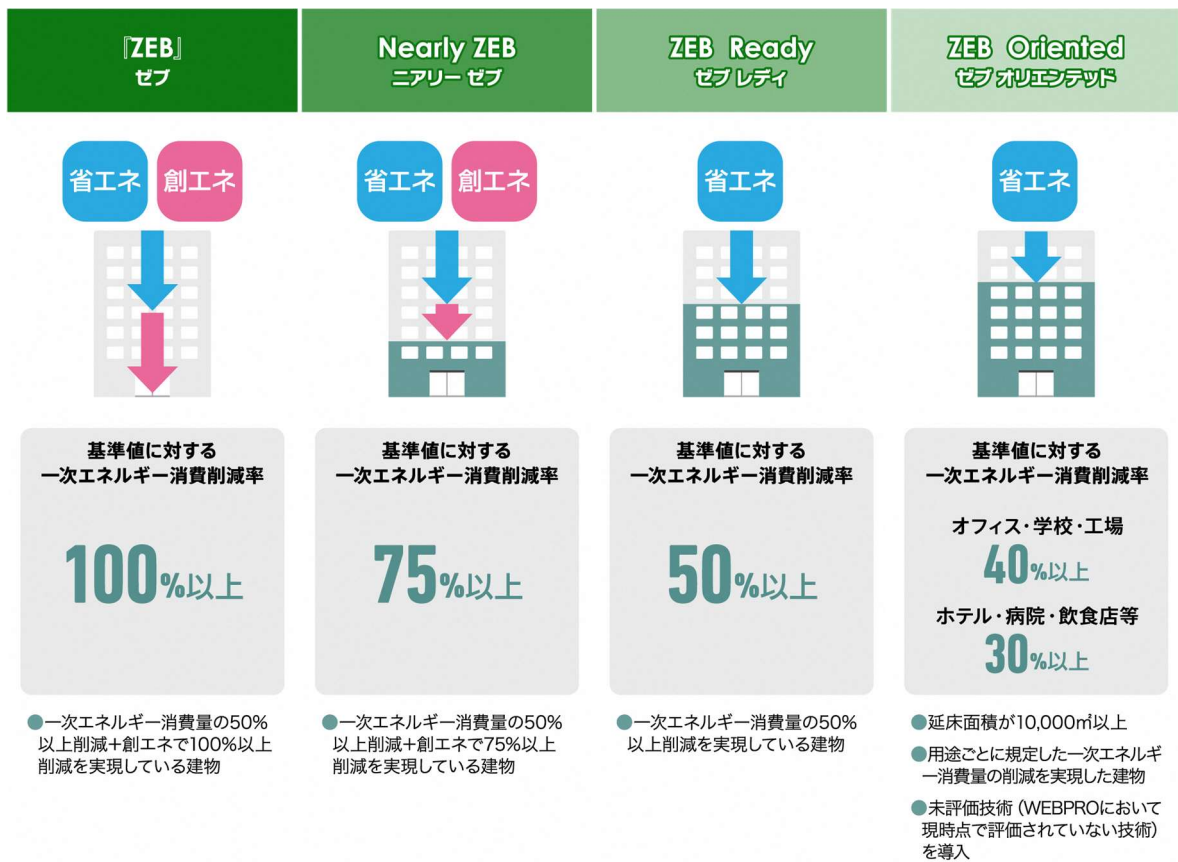 『ZEB』
ゼブ
省エネ
創エネ
基準値に対する
一次エネルギー消費削減率
100%以上
●一次エネルギー消費量の50%
以上削減+創エネで100%以上
削減を実現している建物
Nearly ZEB
ニアリー ゼブ
省エネ
創エネ
基準値に対する
一次エネルギー消費削減率
75%以上
●一次エネルギー消費量の50%
以上削減+創エネで75%以上
削減を実現している建物
ZEB Ready
ゼブ レディ
省エネ
基準値に対する
一次エネルギー消費削減率
50%以上
●一次エネルギー消費量の50%
以上削減を実現している建物
ZEB Oriented
ゼブ オリエンテッド
省エネ
基準値に対する
一次エネルギー消費削減率
オフィス・学校・工場
40%以上
ホテル・病院・飲食店等
30%以上
●延床面積が10,000㎡以上
●用途ごとに規定した一次エネルギ
ー消費量の削減を実現した建物
●未評価技術（WEBPROにおいて
現時点で評価されていない技術）
を導入